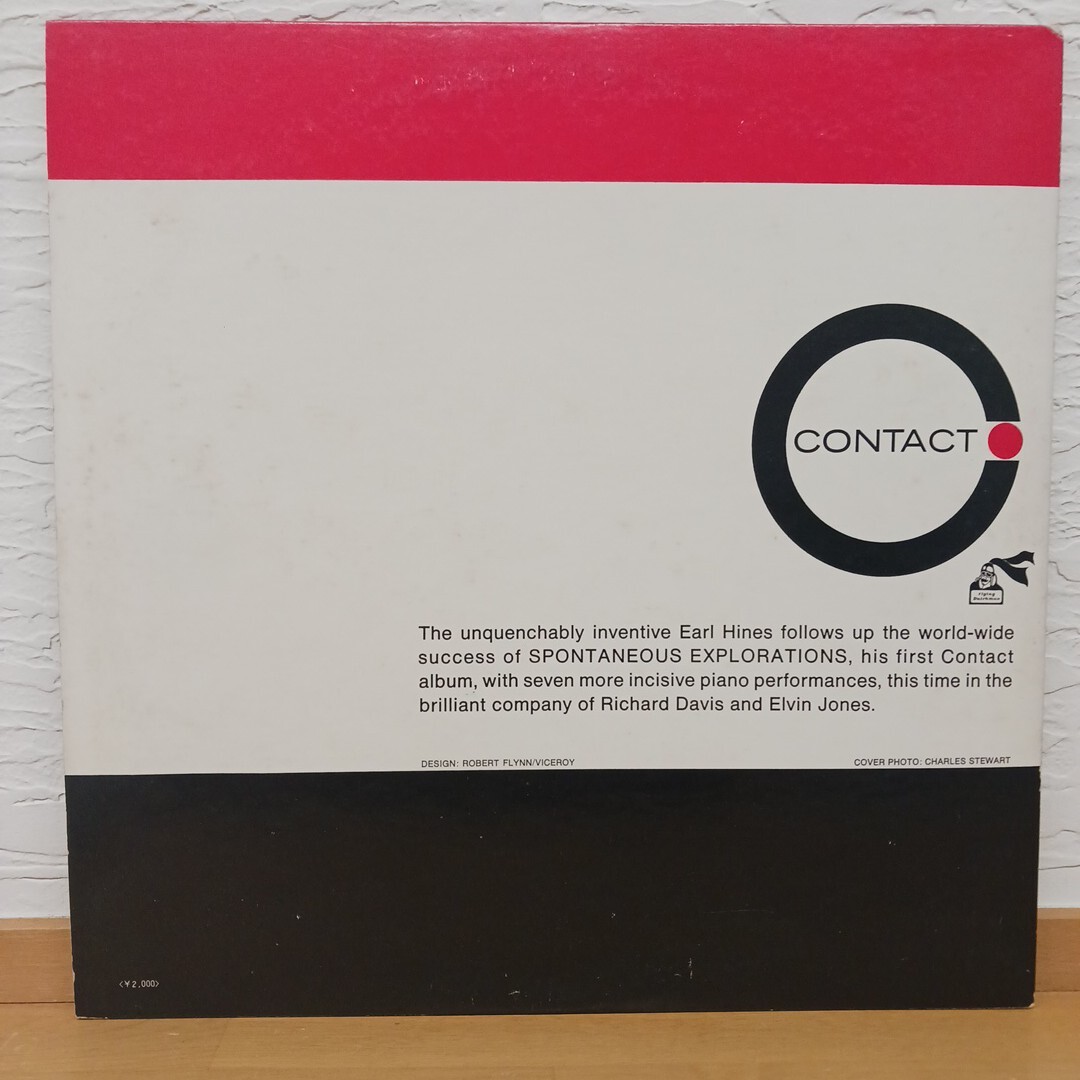 CONTACT
Flying
Dutchman
The unquenchably inventive Earl Hines follows up the world-wide
success of SPONTANEOUS EXPLORATIONS, his first Contact
album, with seven more incisive piano performances, this time in the
brilliant company of Richard Davis and Elvin Jones.
DESIGN: ROBERT FLYNN/VICEROY
COVER PHOTO: CHARLES STEWART
<¥2,000>